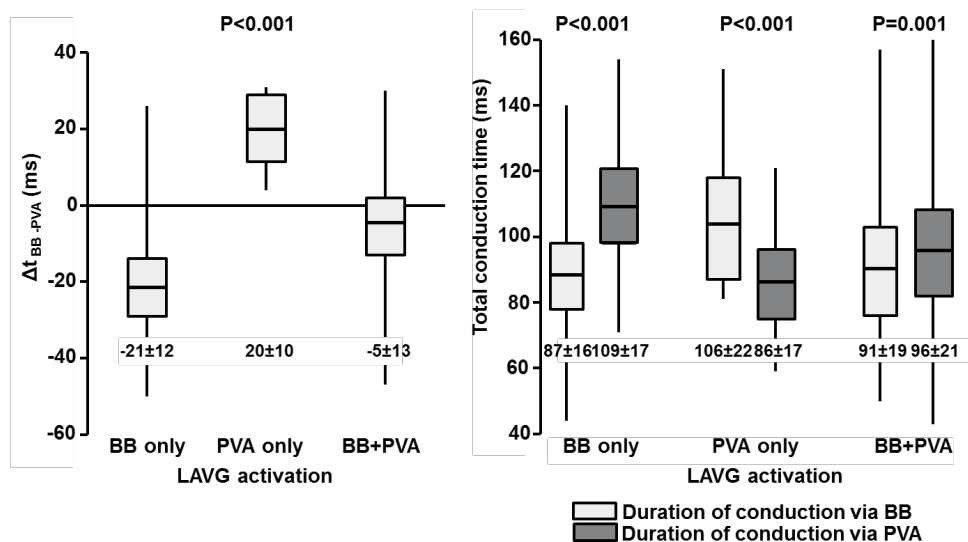 P<0.001
40
20
0
-20
-40
-60
Δt BB-PVA (ms)
-21±12
20±10
-5±13
BB only
PVA only
BB+PVA
LAVG activation
P<0.001
P<0.001
P=0.001
160
140
120
100
80
60
40
Total conduction time (ms)
87±16
109±17
106±22
86±17
91±19
96±21
BB only
PVA only
BB+PVA
LAVG activation
Duration of conduction via BB
Duration of conduction via PVA